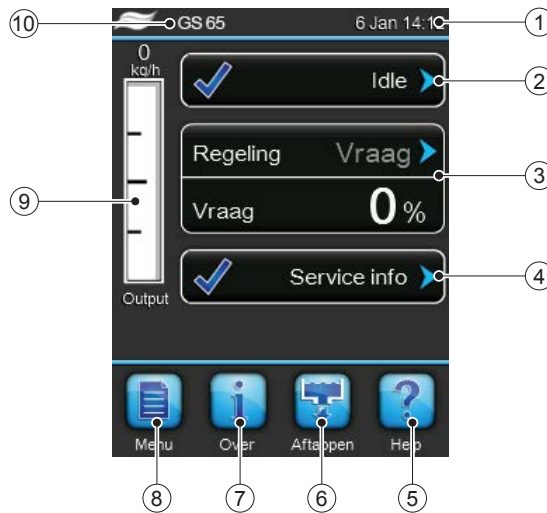 10 GS 65 6 Jan 14:12 1
0
kg/h
Idle 2
Regeling Vraag
3
Vraag 0 %
9
Service info 4
Output
Menu Over Aftappen Help
8 7 6 5